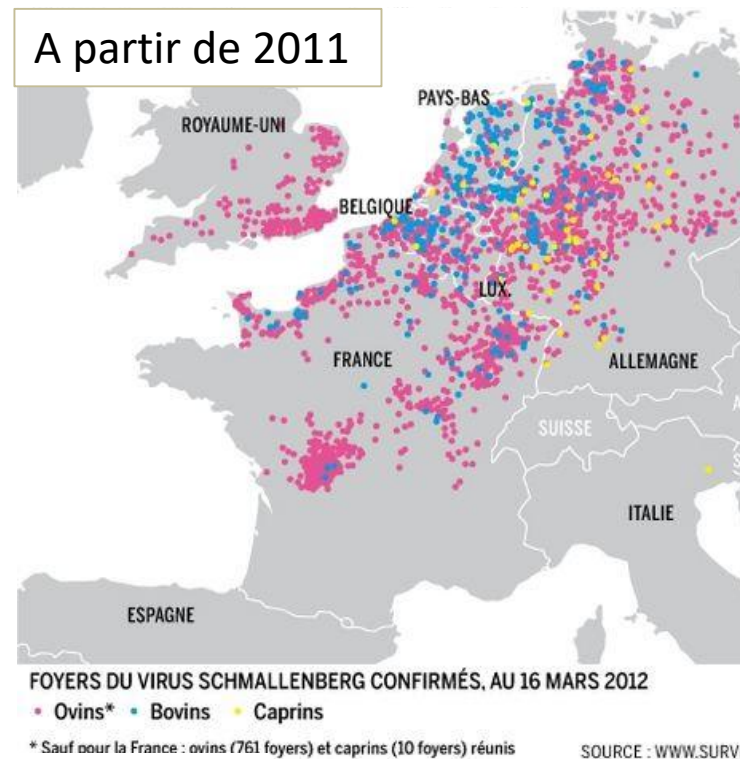 A partir de 2011
PAYS-BAS
ROYAUME-UNI
BELGIQUE
LUX.
FRANCE
ALLEMAGNE
SUISSE
ITALIE
ESPAGNE
FOYERS DU VIRUS SCHMALLENBERG CONFIRMÉS, AU 16 MARS 2012
Ovins* Bovins Caprins
* Sauf pour la France : ovins (761 foyers) et caprins (10 foyers) réunis
SOURCE : WWW.SURV